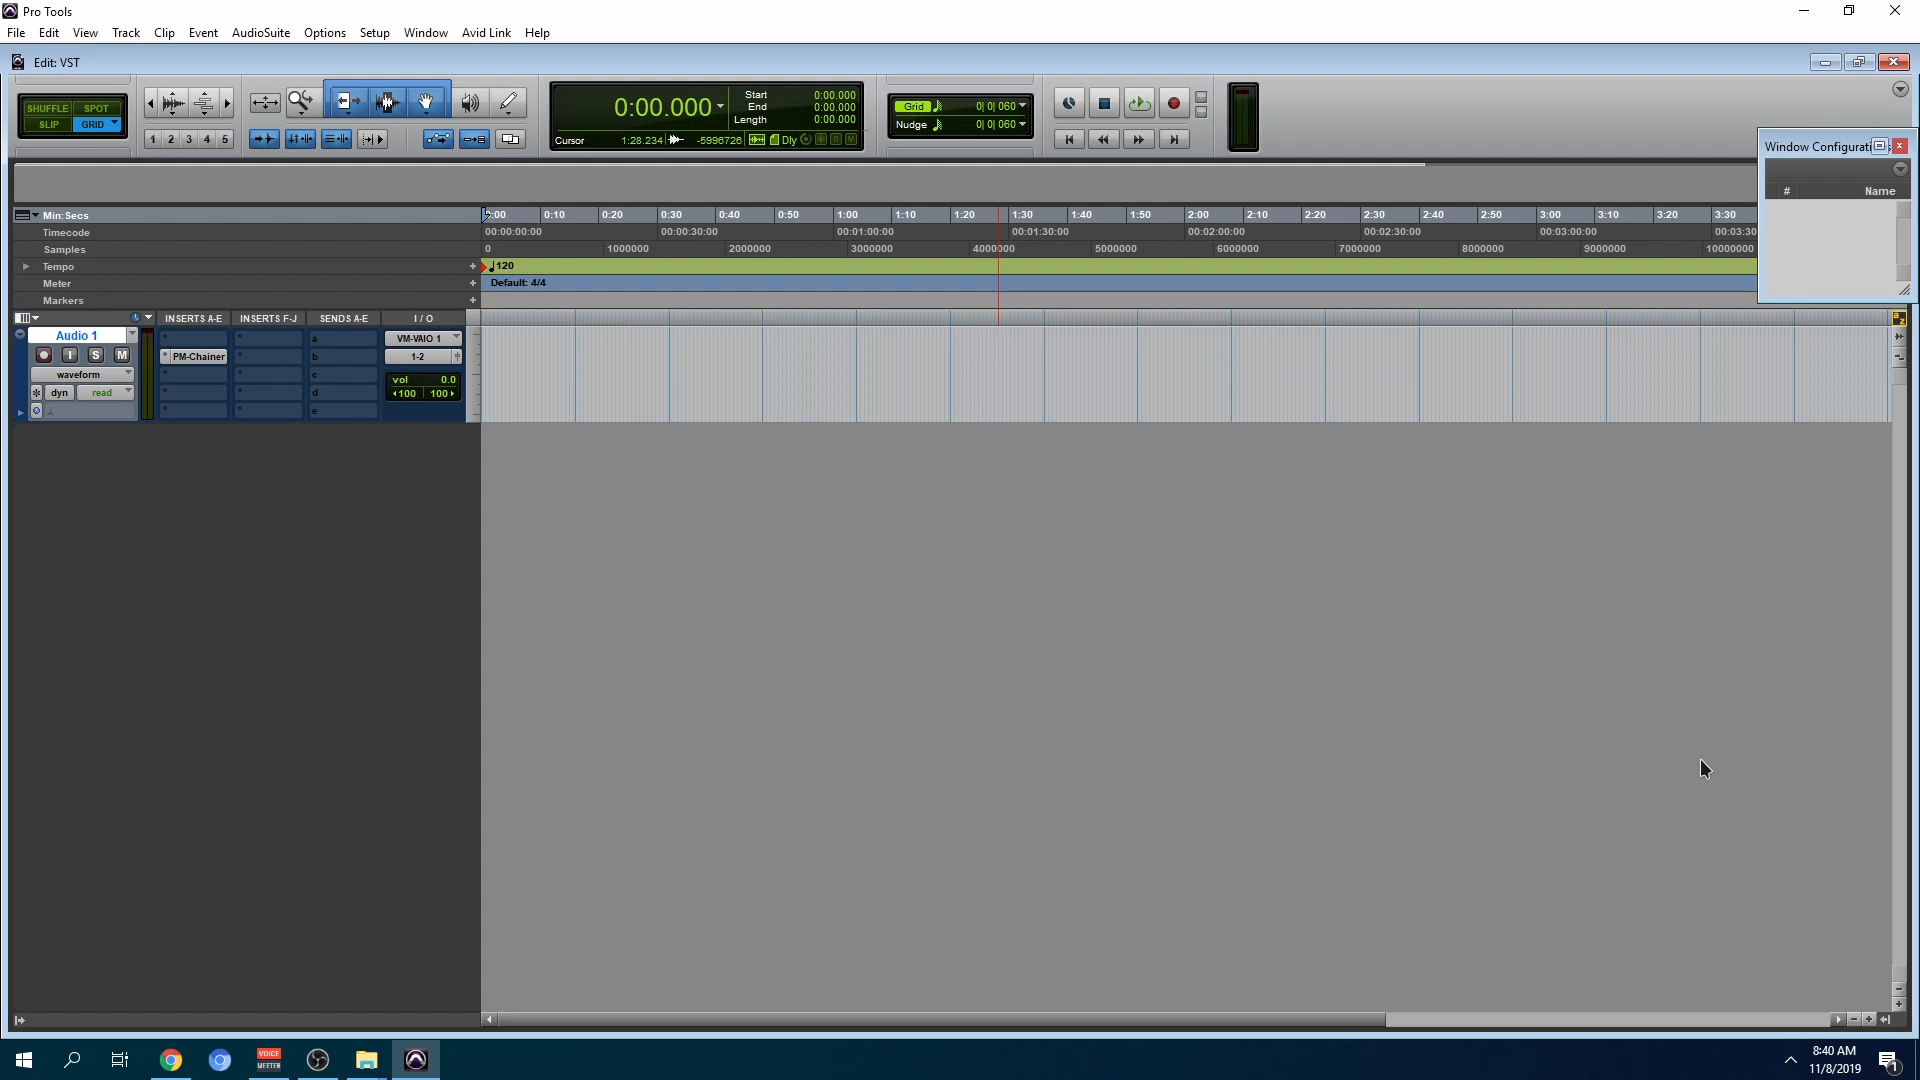 Pro Tools
File Edit View Track Clip Event AudioSuite Options Setup Window Avid Link Help
Edit: VST
SHUFFLE SPOT
SLIP GRID
1 2 3 4 5
0:00.000
Start 0:00.000
End 0:00.000
Length 0:00.000
Cursor 1:28.234 -5996726 Dly S M
Grid 0| 0| 060
Nudge 0| 0| 060
Window Configurati
# Name
Min:Secs
0:10 0:20 0:30 0:40 0:50 1:00 1:10 1:20 1:30 1:40 1:50 2:00 2:10 2:20 2:30 2:40 2:50 3:00 3:10 3:20 3:30
Timecode 00:00:00:00 00:00:30:00 00:01:00:00 00:01:30:00 00:02:00:00 00:02:30:00 00:03:00:00 00:03:30
Samples 0 1000000 2000000 3000000 4000000 5000000 6000000 7000000 8000000 9000000 10000000
Tempo + 120
Meter + Default: 4/4
Markers +
INSERTS A-E INSERTS F-J SENDS A-E I / O
a z
Audio 1
I S M
waveform
dyn read
PM-Chainer
a
b
c
d
e
VM-VAIO 1
1-2
vol 0.0
100 100
VOICE
MEETER
8:40 AM
11/8/2019
1